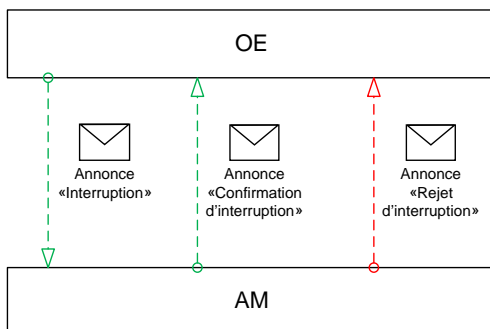 OE
Annonce
«Interruption»
Annonce
«Confirmation
d'interruption»
Annonce
«Rejet
d'interruption»
AM